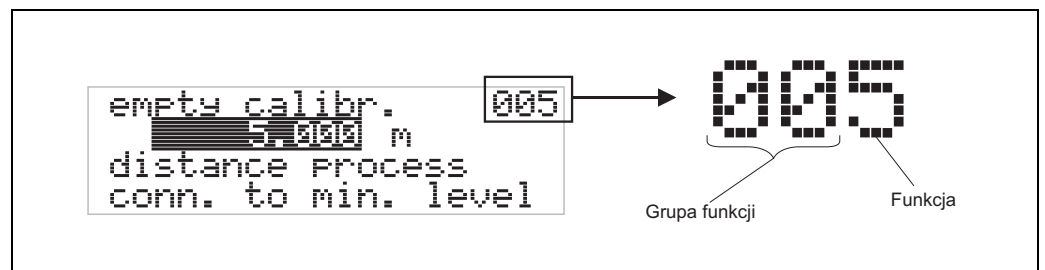 empty calibr. 005
5.000 m
distance process
conn. to min. level
005
Grupa funkcji
Funkcja